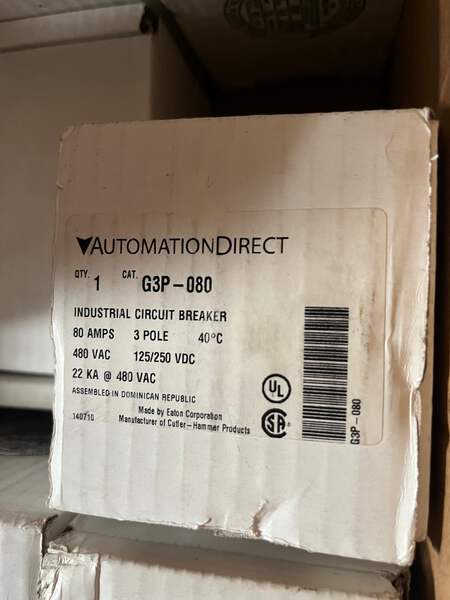 AUTOMATIONDIRECT
QTY. 1 CAT. G3P-080
INDUSTRIAL CIRCUIT BREAKER
80 AMPS 3 POLE 40°C
480 VAC 125/250 VDC
22 KA @ 480 VAC
ASSEMBLED IN DOMINICAN REPUBLIC
Made by Eaton Corporation
140710 Manufacturer of Cutler-Hammer Products
UL
SA
G3P-080